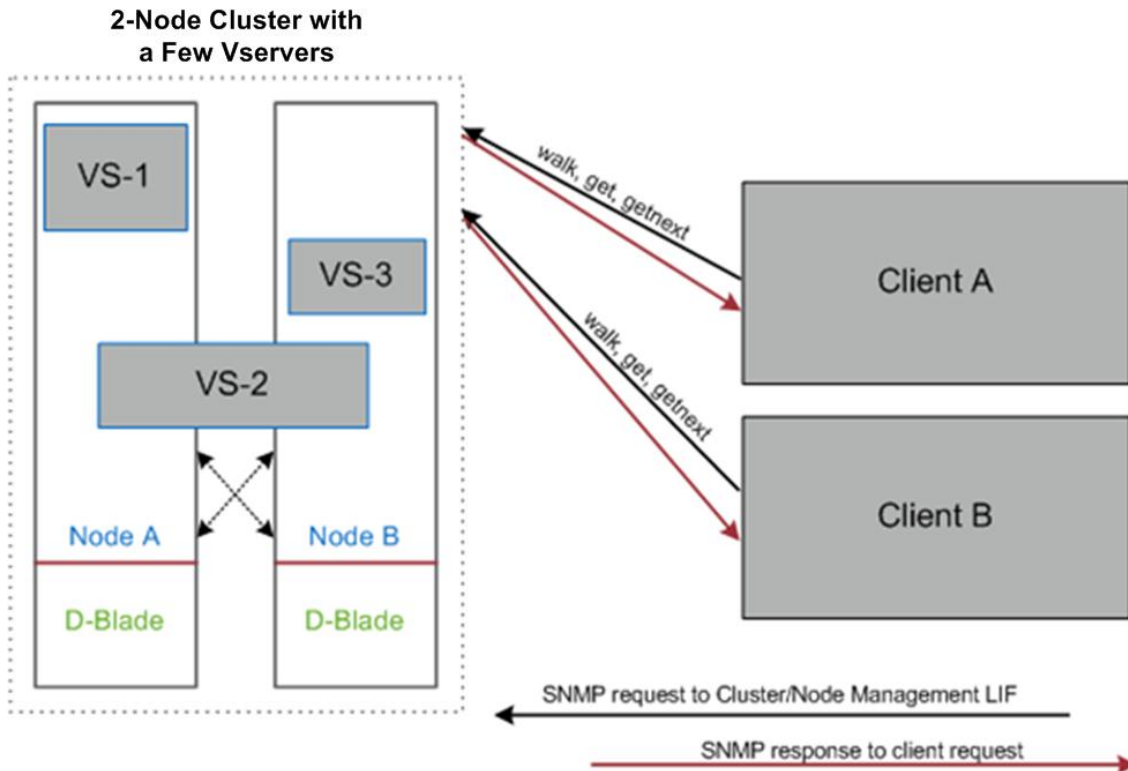 2-Node Cluster with
a Few Vservers
VS-1
VS-3
VS-2
Node A
Node B
D-Blade
D-Blade
walk, get, getnext
walk, get, getnext
Client A
Client B
SNMP request to Cluster/Node Management LIF
SNMP response to client request